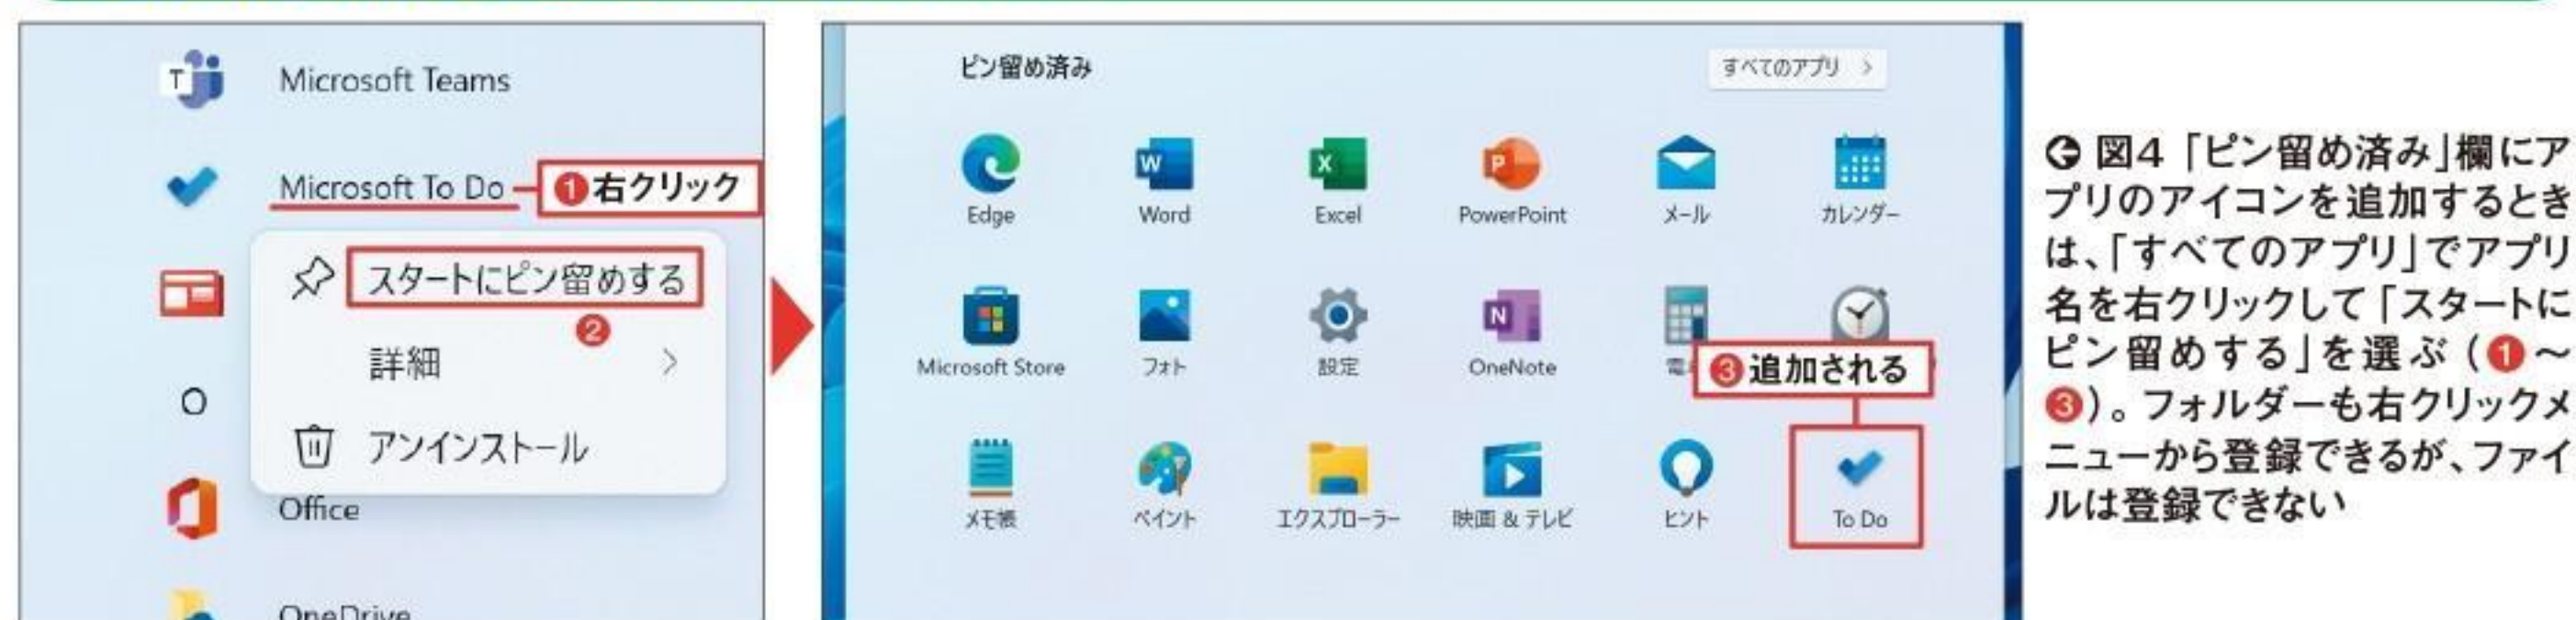 Microsoft Teams
Microsoft To Do
❶右クリック
スタートにピン留めする
❷
詳細
O
アンインストール
Office
OneDrive
ピン留め済み
すべてのアプリ >
Edge
Word
Excel
PowerPoint
メール
カレンダー
Microsoft Store
フォト
設定
OneNote
❸追加される
メモ帳
ペイント
エクスプローラー
映画 & テレビ
ヒント
To Do
図4 「ピン留め済み」欄にア
プリのアイコンを追加するとき
は、「すべてのアプリ」でアプリ
名を右クリックして「スタートに
ピン留めする」を選ぶ（❶～
❸）。フォルダーも右クリックメ
ニューから登録できるが、ファイ
ルは登録できない